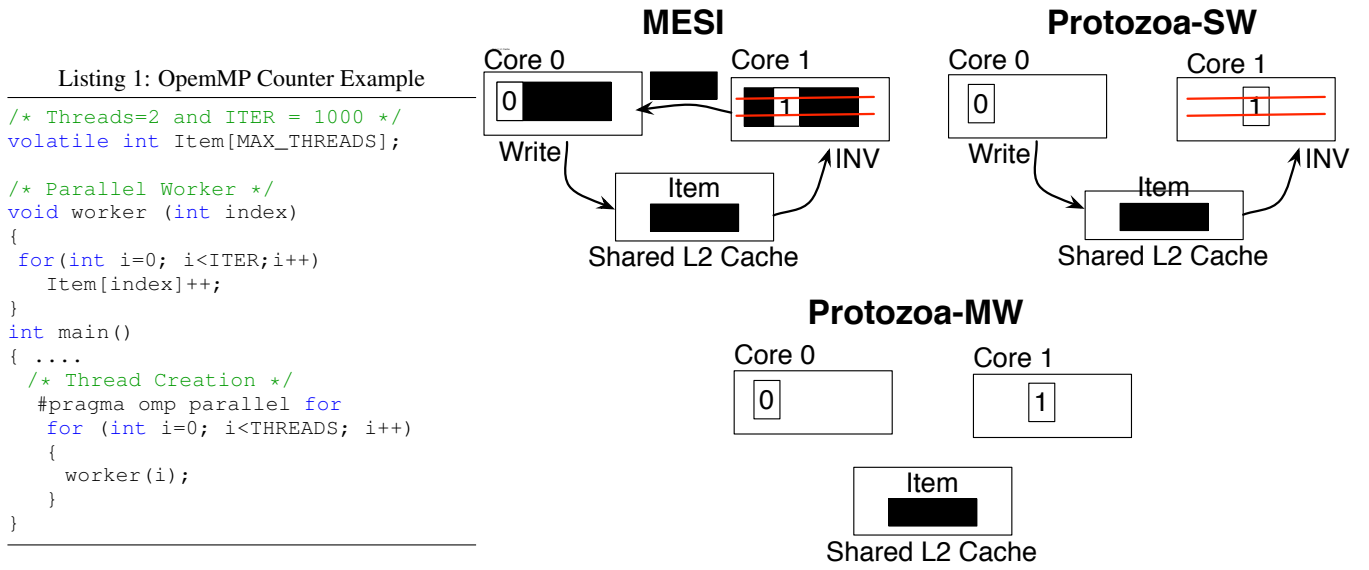 Listing 1: OpemMP Counter Example
/* Threads=2 and ITER = 1000 */
volatile int Item[MAX_THREADS];
/* Parallel Worker */
void worker (int index)
{
for(int i=0; i<ITER;i++)
Item[index]++;
}
int main()
{ ....
/* Thread Creation */
#pragma omp parallel for
for (int i=0; i<THREADS; i++)
{
worker(i);
}
}
MESI
Core 0
Core 1
0
1
Write
INV
Item
Shared L2 Cache
Protozoa-SW
Core 0
Core 1
0
1
Write
INV
Item
Shared L2 Cache
Protozoa-MW
Core 0
Core 1
0
1
Item
Shared L2 Cache